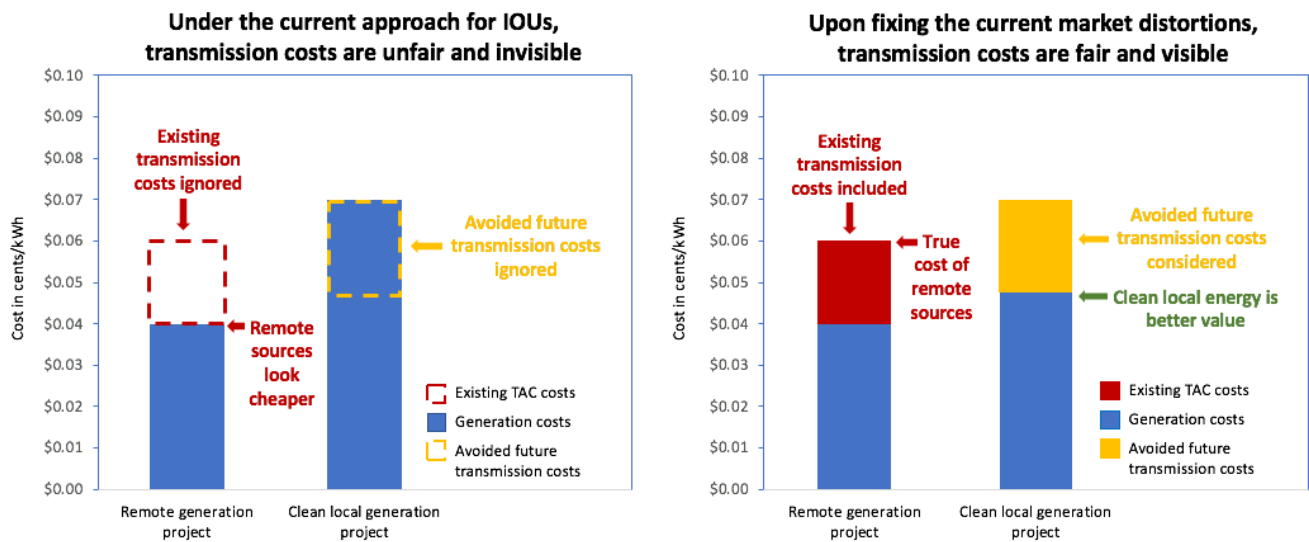 Under the current approach for IOUs,
transmission costs are unfair and invisible
$0.10
$0.09
$0.08
$0.07
$0.06
$0.05
$0.04
$0.03
$0.02
$0.01
$0.00
Cost in cents/kWh
Existing
transmission
costs ignored
Avoided future
transmission costs
ignored
Remote
sources
look
cheaper
Existing TAC costs
Generation costs
Avoided future
transmission costs
Remote generation
project
Clean local generation
project
Upon fixing the current market distortions,
transmission costs are fair and visible
$0.10
$0.09
$0.08
$0.07
$0.06
$0.05
$0.04
$0.03
$0.02
$0.01
$0.00
Cost in cents/kWh
Existing
transmission
costs included
True
cost of
remote
sources
Avoided future
transmission costs
considered
Clean local energy is
better value
Existing TAC costs
Generation costs
Avoided future
transmission costs
Remote generation
project
Clean local generation
project